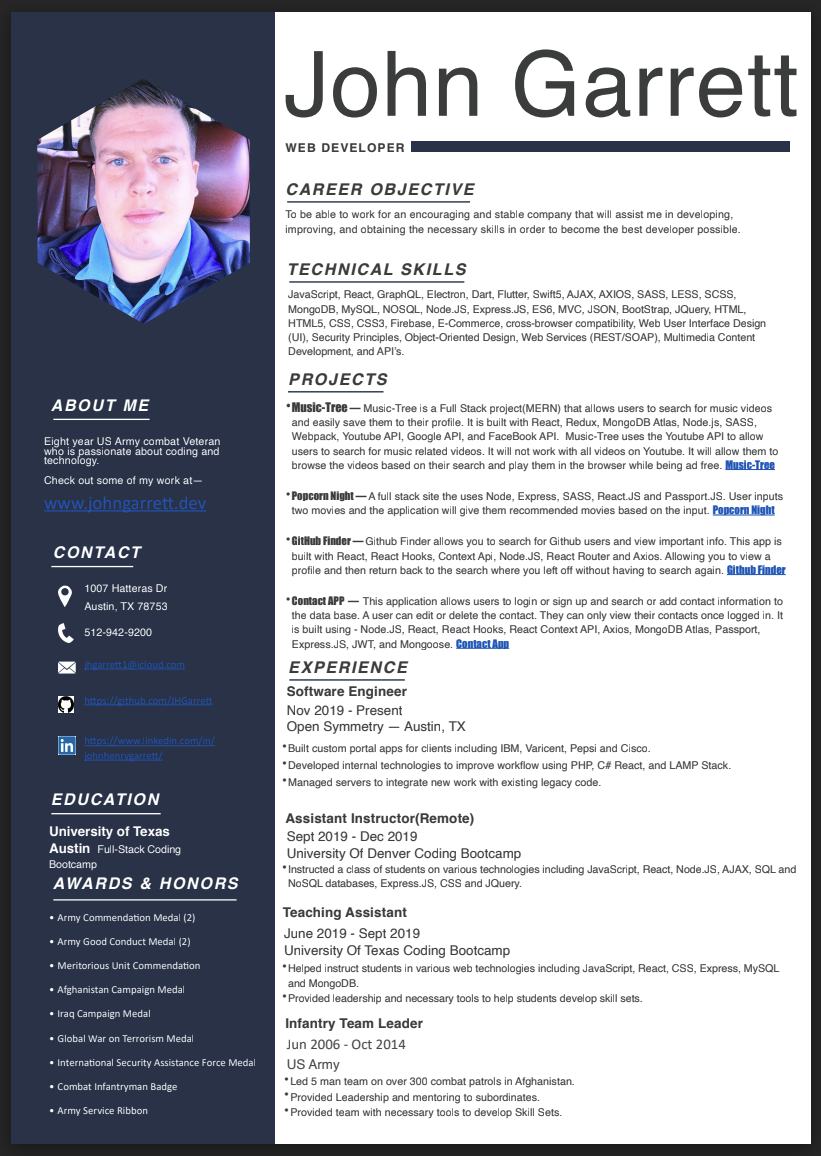 John Garrett
WEB DEVELOPER
CAREER OBJECTIVE
To be able to work for an encouraging and stable company that will assist me in developing,
improving, and obtaining the necessary skills in order to become the best developer possible.
TECHNICAL SKILLS
JavaScript, React, GraphQL, Electron, Dart, Flutter, Swift5, AJAX, AXIOS, SASS, LESS, SCSS,
MongoDB, MySQL, NOSQL, Node.JS, Express.JS, ES6, MVC, JSON, BootStrap, JQuery, HTML,
HTML5, CSS, CSS3, Firebase, E-Commerce, cross-browser compatibility, Web User Interface Design
(UI), Security Principles, Object-Oriented Design, Web Services (REST/SOAP), Multimedia Content
Development, and API's.
PROJECTS
•Music-Tree — Music-Tree is a Full Stack project(MERN) that allows users to search for music videos
and easily save them to their profile. It is built with React, Redux, MongoDB Atlas, Node.js, SASS,
Webpack, Youtube API, Google API, and FaceBook API. Music-Tree uses the Youtube API to allow
users to search for music related videos. It will not work with all videos on Youtube. It will allow them to
browse the videos based on their search and play them in the browser while being ad free. Music-Tree
•Popcorn Night — A full stack site the uses Node, Express, SASS, React.JS and Passport.JS. User inputs
two movies and the application will give them recommended movies based on the input. Popcorn Night
•GitHub Finder — Github Finder allows you to search for Github users and view important info. This app is
built with React, React Hooks, Context Api, Node.JS, React Router and Axios. Allowing you to view a
profile and then return back to the search where you left off without having to search again. Github Finder
•Contact APP — This application allows users to login or sign up and search or add contact information to
the data base. A user can edit or delete the contact. They can only view their contacts once logged in. It
is built using - Node.JS, React, React Hooks, React Context API, Axios, MongoDB Atlas, Passport,
Express.JS, JWT, and Mongoose. Contact App
EXPERIENCE
Software Engineer
Nov 2019 - Present
Open Symmetry — Austin, TX
•Built custom portal apps for clients including IBM, Varicent, Pepsi and Cisco.
•Developed internal technologies to improve workflow using PHP, C# React, and LAMP Stack.
•Managed servers to integrate new work with existing legacy code.
Assistant Instructor(Remote)
Sept 2019 - Dec 2019
University Of Denver Coding Bootcamp
•Instructed a class of students on various technologies including JavaScript, React, Node.JS, AJAX, SQL and
NoSQL databases, Express.JS, CSS and JQuery.
Teaching Assistant
June 2019 - Sept 2019
University Of Texas Coding Bootcamp
•Helped instruct students in various web technologies including JavaScript, React, CSS, Express, MySQL
and MongoDB.
•Provided leadership and necessary tools to help students develop skill sets.
Infantry Team Leader
Jun 2006 - Oct 2014
US Army
•Led 5 man team on over 300 combat patrols in Afghanistan.
•Provided Leadership and mentoring to subordinates.
•Provided team with necessary tools to develop Skill Sets.
ABOUT ME
Eight year US Army combat Veteran
who is passionate about coding and
technology.
Check out some of my work at—
www.johngarrett.dev
CONTACT
1007 Hatteras Dr
Austin, TX 78753
512-942-9200
jhgarrett1@icloud.com
https://github.com/JHGarrett
in
https://www.linkedin.com/in/
johnhenrygarrett/
EDUCATION
University of Texas
Austin Full-Stack Coding
Bootcamp
AWARDS & HONORS
• Army Commendation Medal (2)
• Army Good Conduct Medal (2)
• Meritorious Unit Commendation
• Afghanistan Campaign Medal
• Iraq Campaign Medal
• Global War on Terrorism Medal
• International Security Assistance Force Medal
• Combat Infantryman Badge
• Army Service Ribbon